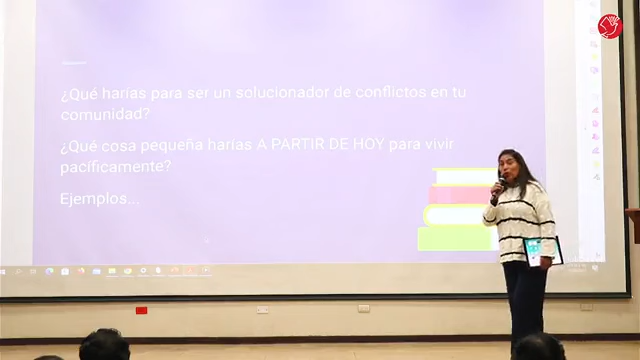 ¿Qué harías para ser un solucionador de conflictos en tu
comunidad?
¿Qué cosa pequeña harías A PARTIR DE HOY para vivir
pacíficamente?
Ejemplos...